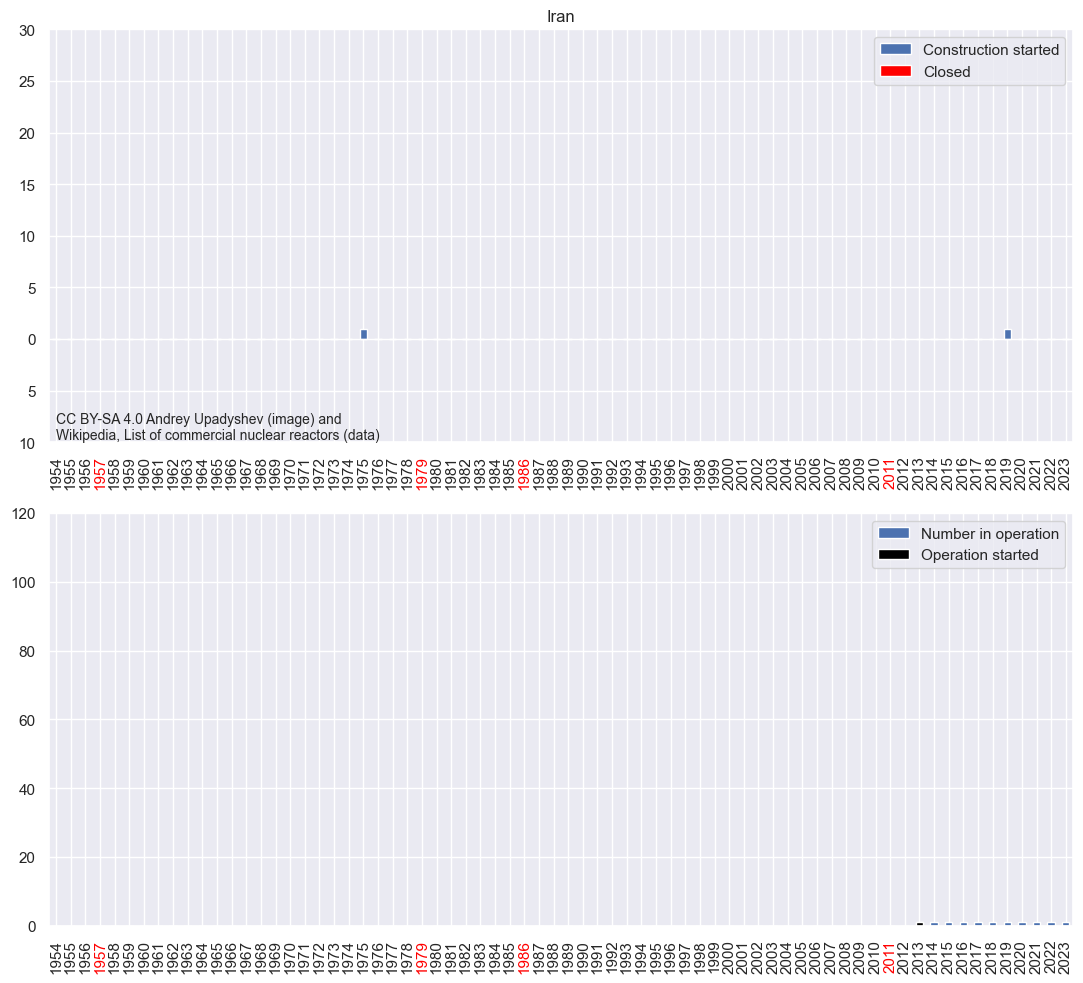 Iran
30
25
20
15
10
5
0
5
10
Construction started
Closed
CC BY-SA 4.0 Andrey Upadyshev (image) and
Wikipedia, List of commercial nuclear reactors (data)
1954 1955 1956 1957 1958 1959 1960 1961 1962 1963 1964 1965 1966 1967 1968 1969 1970 1971 1972 1973 1974 1975 1976 1977 1978 1979 1980 1981 1982 1983 1984 1985 1986 1987 1988 1989 1990 1991 1992 1993 1994 1995 1996 1997 1998 1999 2000 2001 2002 2003 2004 2005 2006 2007 2008 2009 2010 2011 2012 2013 2014 2015 2016 2017 2018 2019 2020 2021 2022 2023
120
100
80
60
40
20
0
Number in operation
Operation started
1954 1955 1956 1957 1958 1959 1960 1961 1962 1963 1964 1965 1966 1967 1968 1969 1970 1971 1972 1973 1974 1975 1976 1977 1978 1979 1980 1981 1982 1983 1984 1985 1986 1987 1988 1989 1990 1991 1992 1993 1994 1995 1996 1997 1998 1999 2000 2001 2002 2003 2004 2005 2006 2007 2008 2009 2010 2011 2012 2013 2014 2015 2016 2017 2018 2019 2020 2021 2022 2023